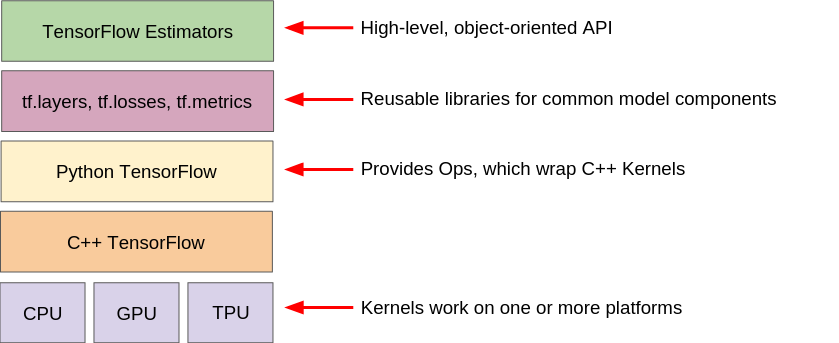 TensorFlow Estimators
High-level, object-oriented API
tf.layers, tf.losses, tf.metrics
Reusable libraries for common model components
Python TensorFlow
Provides Ops, which wrap C++ Kernels
C++ TensorFlow
CPU
GPU
TPU
Kernels work on one or more platforms